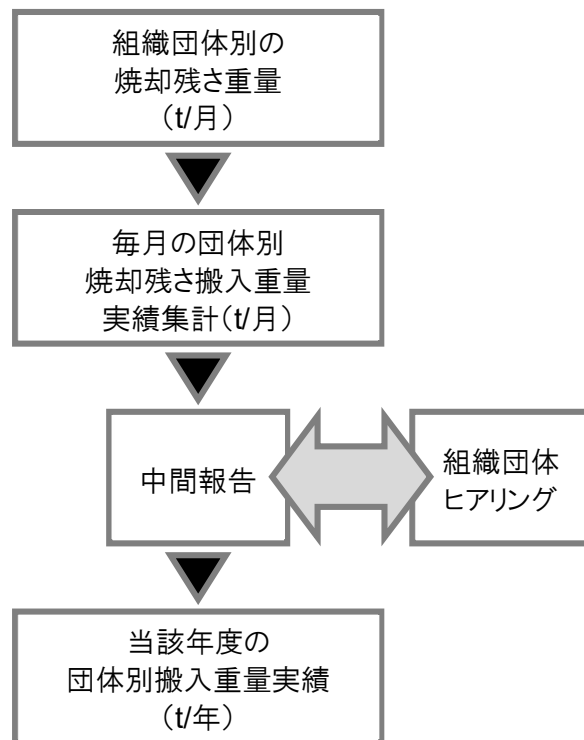 組織団体別の
焼却残さ重量
（t/月）
毎月の団体別
焼却残さ搬入重量
実績集計（t/月）
中間報告
組織団体
ヒアリング
当該年度の
団体別搬入重量実績
（t/年）